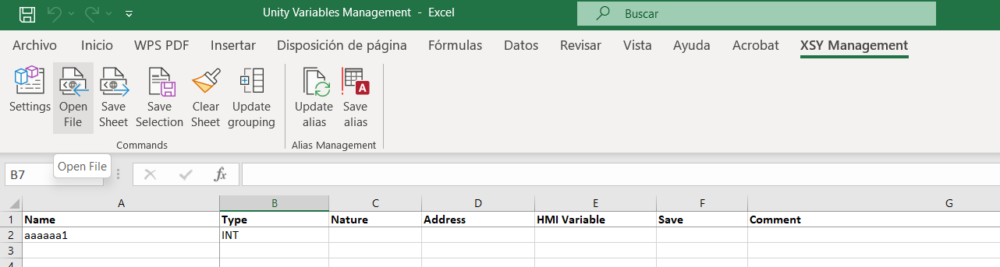 Unity Variables Management - Excel
Buscar
Archivo Inicio WPS PDF Insertar Disposición de página Fórmulas Datos Revisar Vista Ayuda Acrobat XSY Management
Settings Open Save Save Clear Update Update Save
File Sheet Selection Sheet grouping alias alias
Commands Alias Management
B7 Open File fx
A B C D E F G
1 Name Type Nature Address HMI Variable Save Comment
2 aaaaaa1 INT
3
4